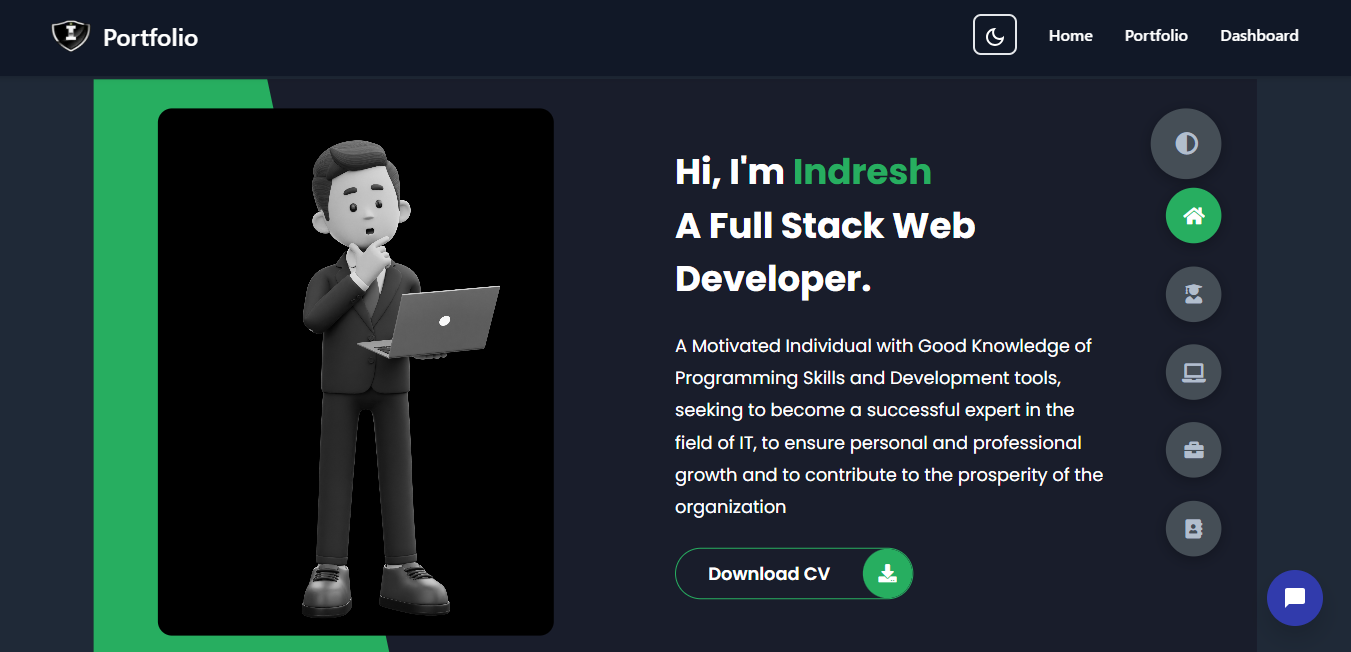 I
Portfolio
Home
Portfolio
Dashboard
Hi, I'm Indresh
A Full Stack Web
Developer.
A Motivated Individual with Good Knowledge of
Programming Skills and Development tools,
seeking to become a successful expert in the
field of IT, to ensure personal and professional
growth and to contribute to the prosperity of the
organization
Download CV